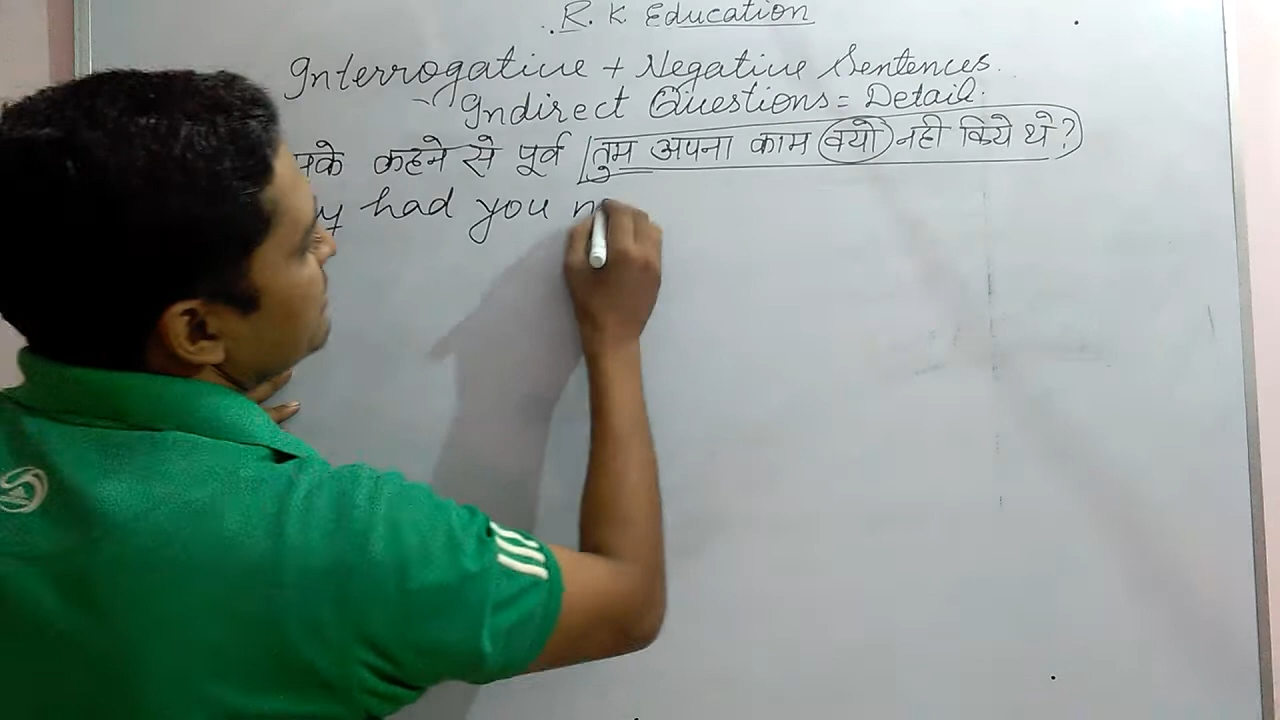 R. K. Education
Interrogative + Negative Sentences.
Indirect Questions = Detail.
कहने से पूर्व तुम अपना काम क्यों नही किये थे?
had you